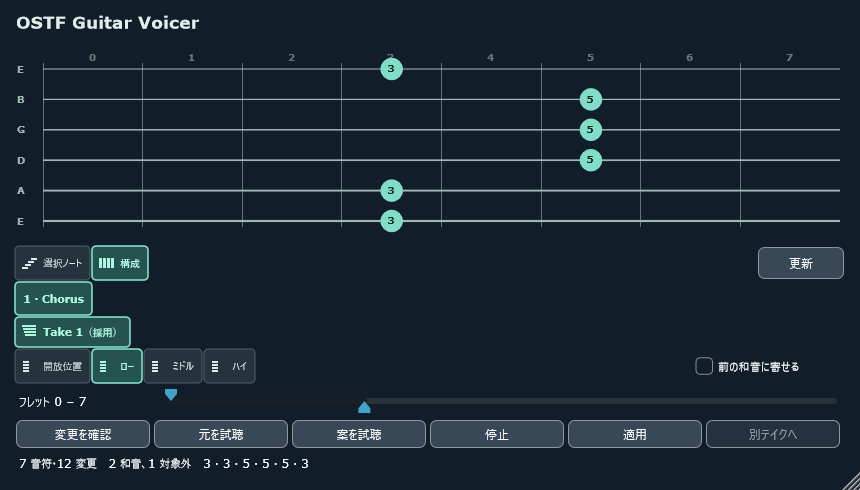 OSTF Guitar Voicer
0 1 2 3 4 5 6 7
E 3
B 5
G 5
D 5
A 3
E 3
選択ノート 構成 更新
1・Chorus
Take 1（採用）
開放位置 ロー ミドル ハイ 前の和音に寄せる
フレット 0 – 7
変更を確認 元を試聴 案を試聴 停止 適用 別テイクへ
7 音符・12 変更 2 和音、1 対象外 3・3・5・5・5・3